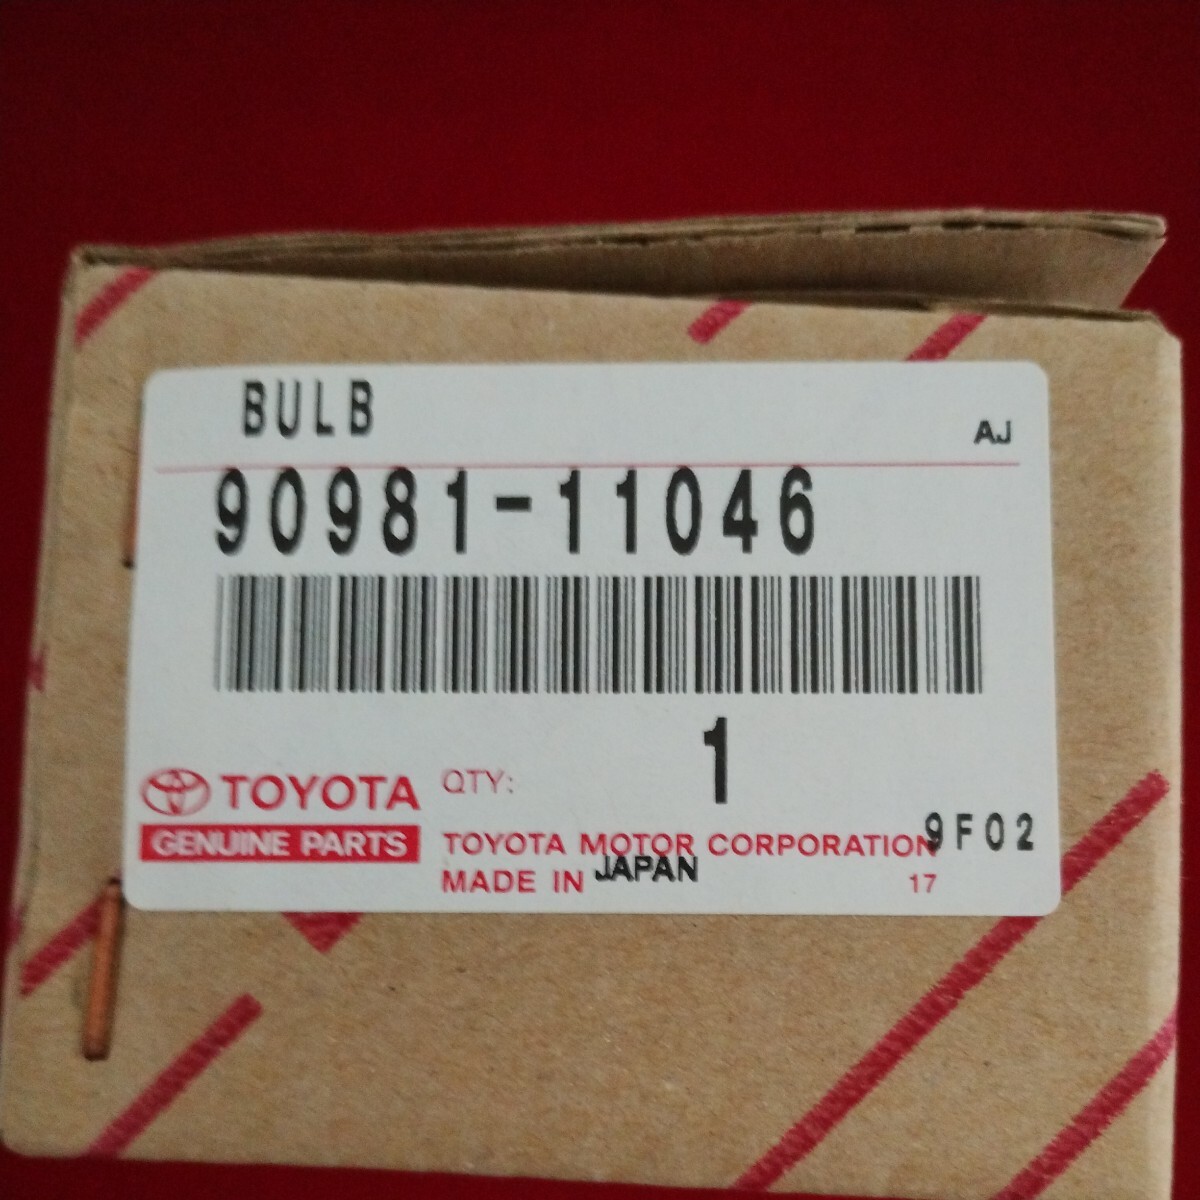 BULB
AJ
90981-11046
1
TOYOTA QTY:
GENUINE PARTS
TOYOTA MOTOR CORPORATION 9F02
MADE IN JAPAN 17